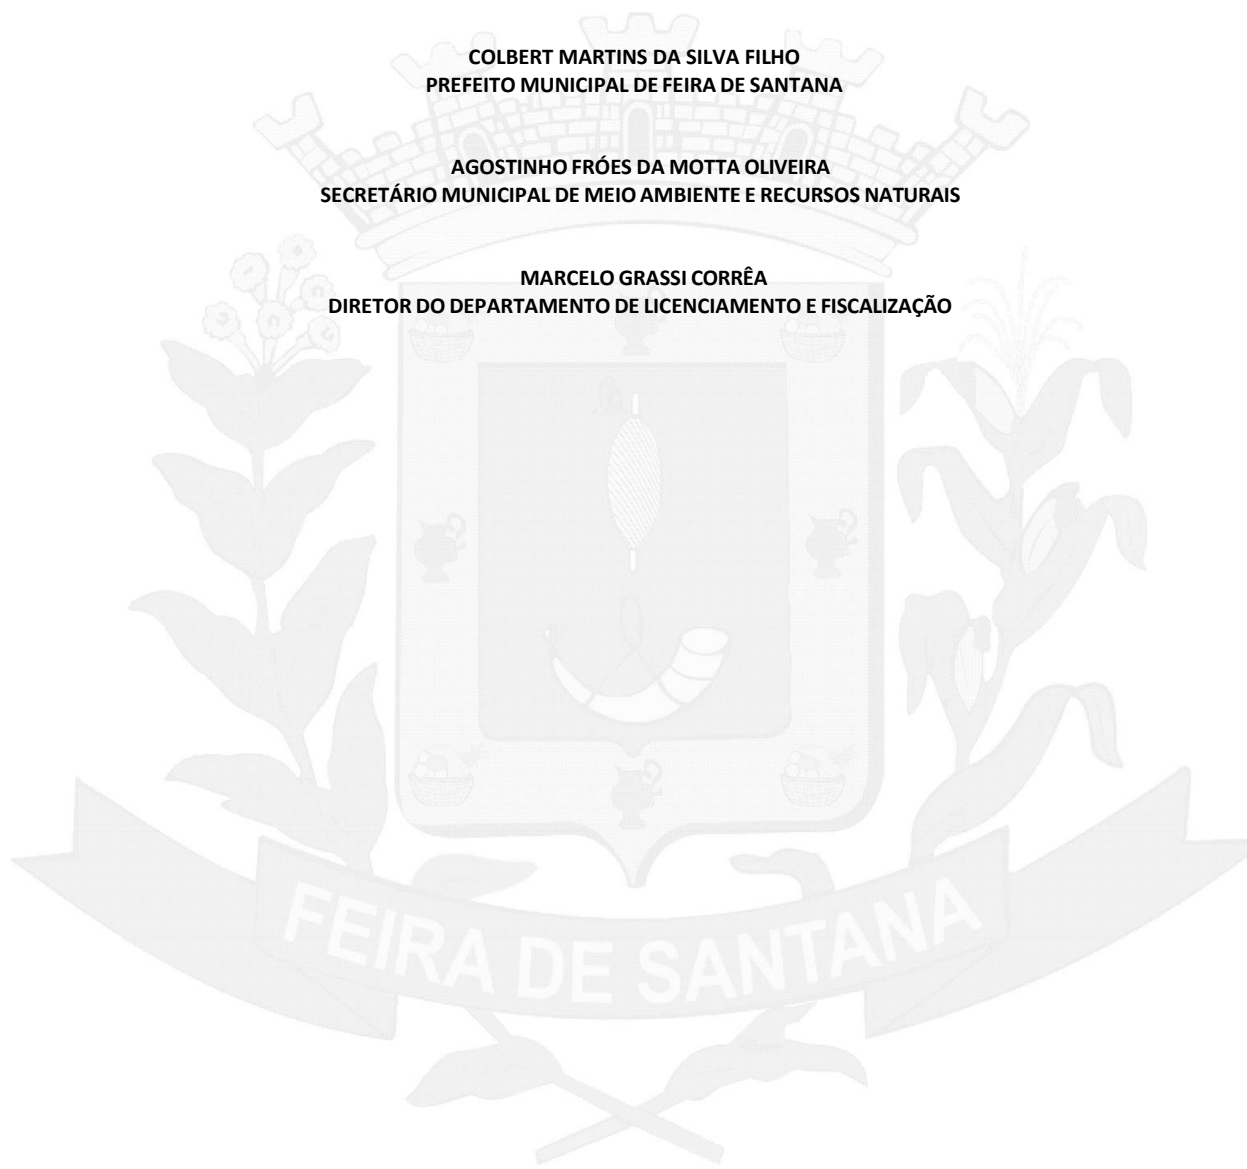 COLBERT MARTINS DA SILVA FILHO
PREFEITO MUNICIPAL DE FEIRA DE SANTANA
AGOSTINHO FRÓES DA MOTTA OLIVEIRA
SECRETÁRIO MUNICIPAL DE MEIO AMBIENTE E RECURSOS NATURAIS
MARCELO GRASSI CORRÊA
DIRETOR DO DEPARTAMENTO DE LICENCIAMENTO E FISCALIZAÇÃO
FEIRA DE SANTANA